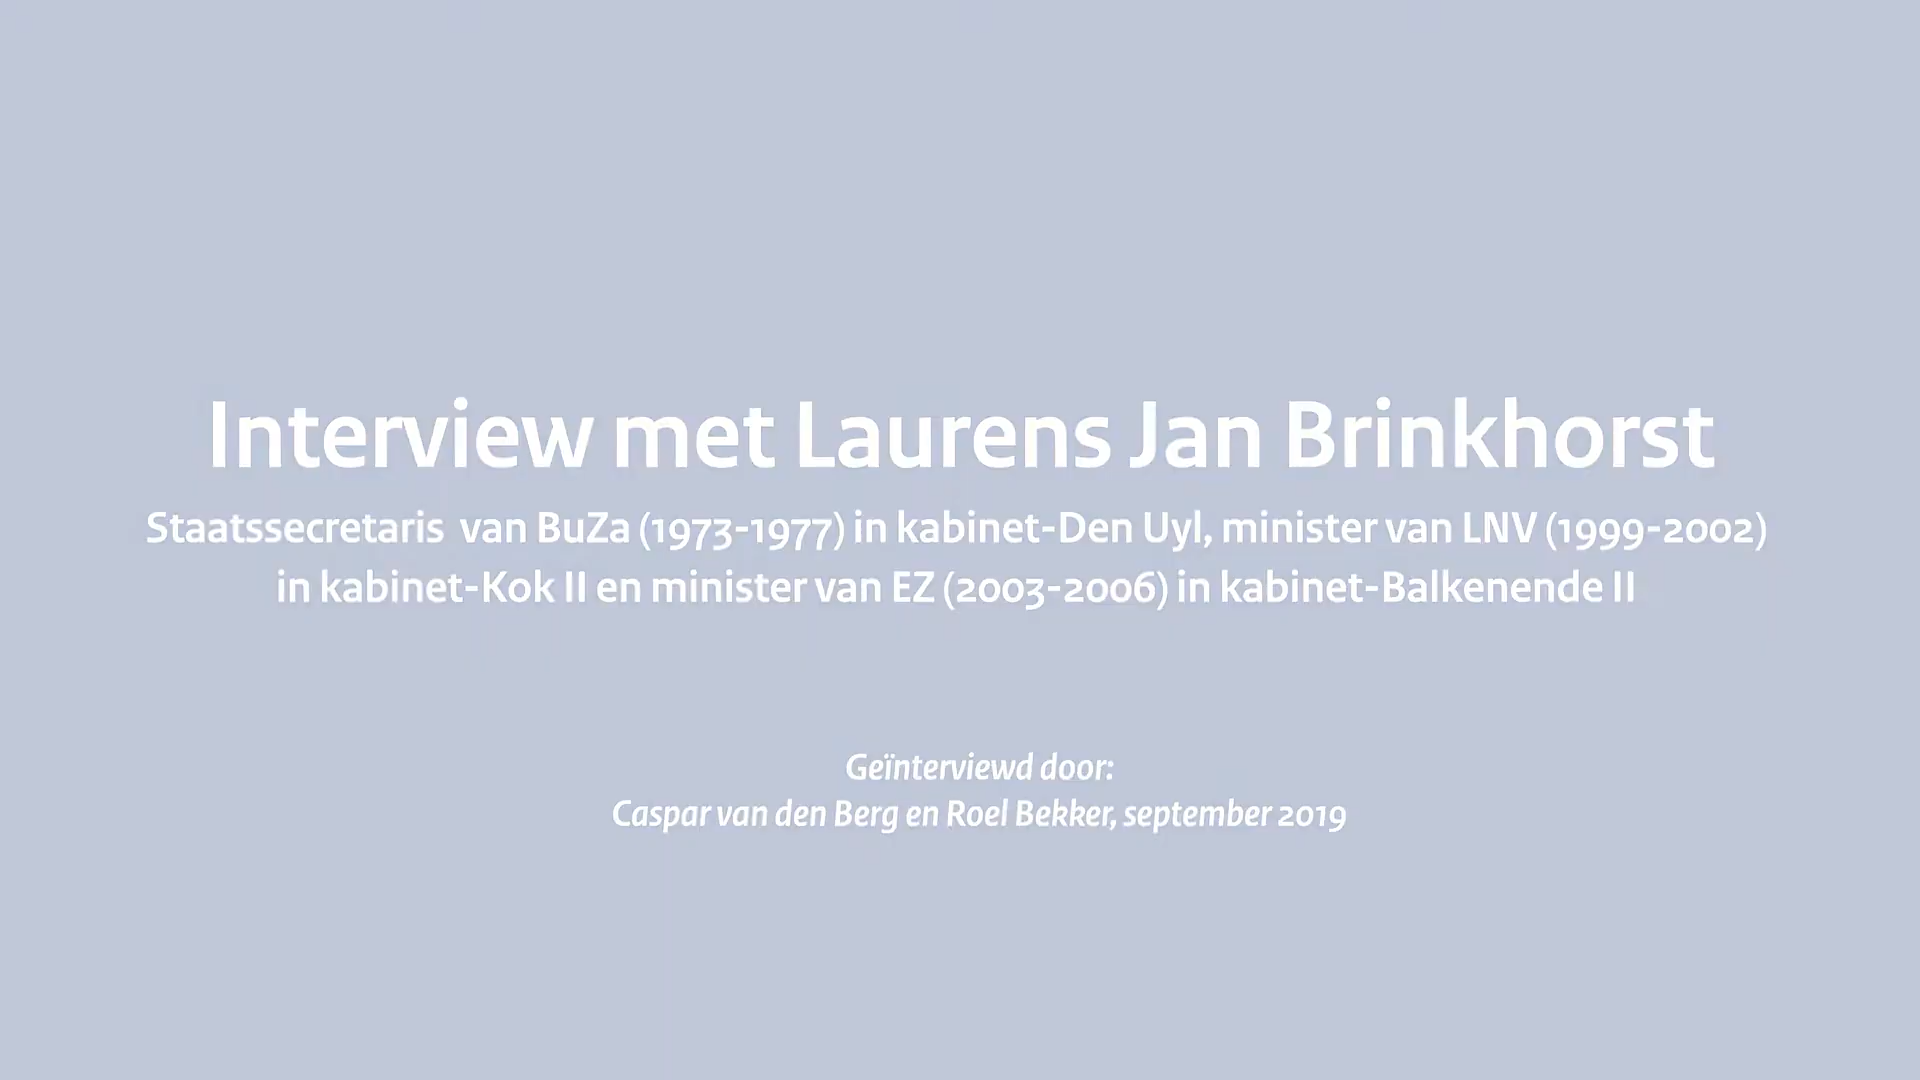 Interview met Laurens Jan Brinkhorst
Staatssecretaris van BuZa (1973-1977) in kabinet-Den Uyl, minister van LNV (1999-2002)
in kabinet-Kok II en minister van EZ (2003-2006) in kabinet-Balkenende II
Geïnterviewd door:
Caspar van den Berg en Roel Bekker, september 2019